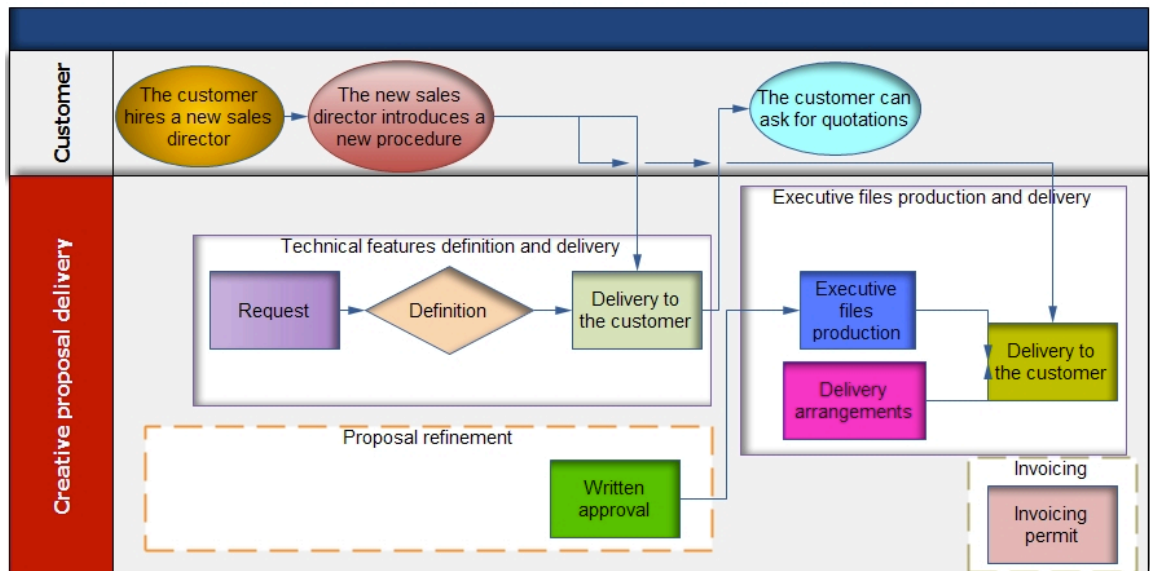 Customer
The customer
hires a new sales
director
The new sales
director introduces a
new procedure
The customer can
ask for quotations
Creative proposal delivery
Technical features definition and delivery
Request
Definition
Delivery to
the customer
Executive files production and delivery
Executive
files
production
Delivery
arrangements
Delivery to
the customer
Proposal refinement
Written
approval
Invoicing
Invoicing
permit